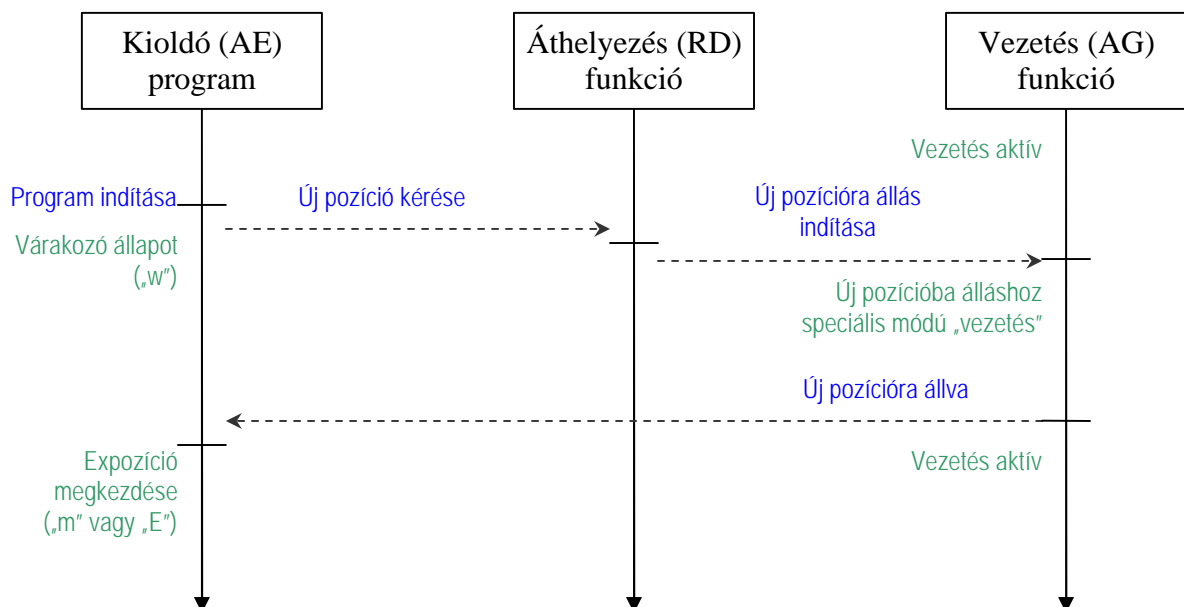 Kioldó (AE)
program
Áthelyezés (RD)
funkció
Vezetés (AG)
funkció
Vezetés aktív
Program indítása
Új pozíció kérése
Új pozícióra állás
indítása
Várakozó állapot
(„w”)
Új pozícióba álláshoz
speciális módú „vezetés”
Új pozícióra állva
Expozíció
megkezdése
(„m” vagy „E”)
Vezetés aktív